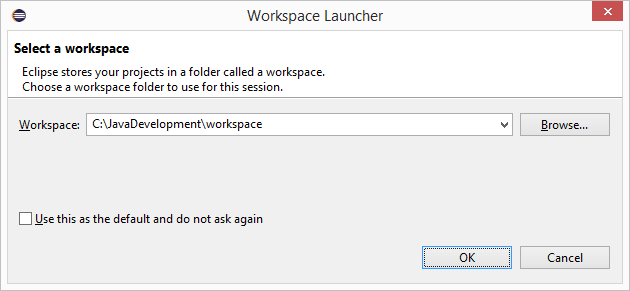 Workspace Launcher
Select a workspace
Eclipse stores your projects in a folder called a workspace.
Choose a workspace folder to use for this session.
Workspace: C:\JavaDevelopment\workspace Browse...
Use this as the default and do not ask again
OK Cancel